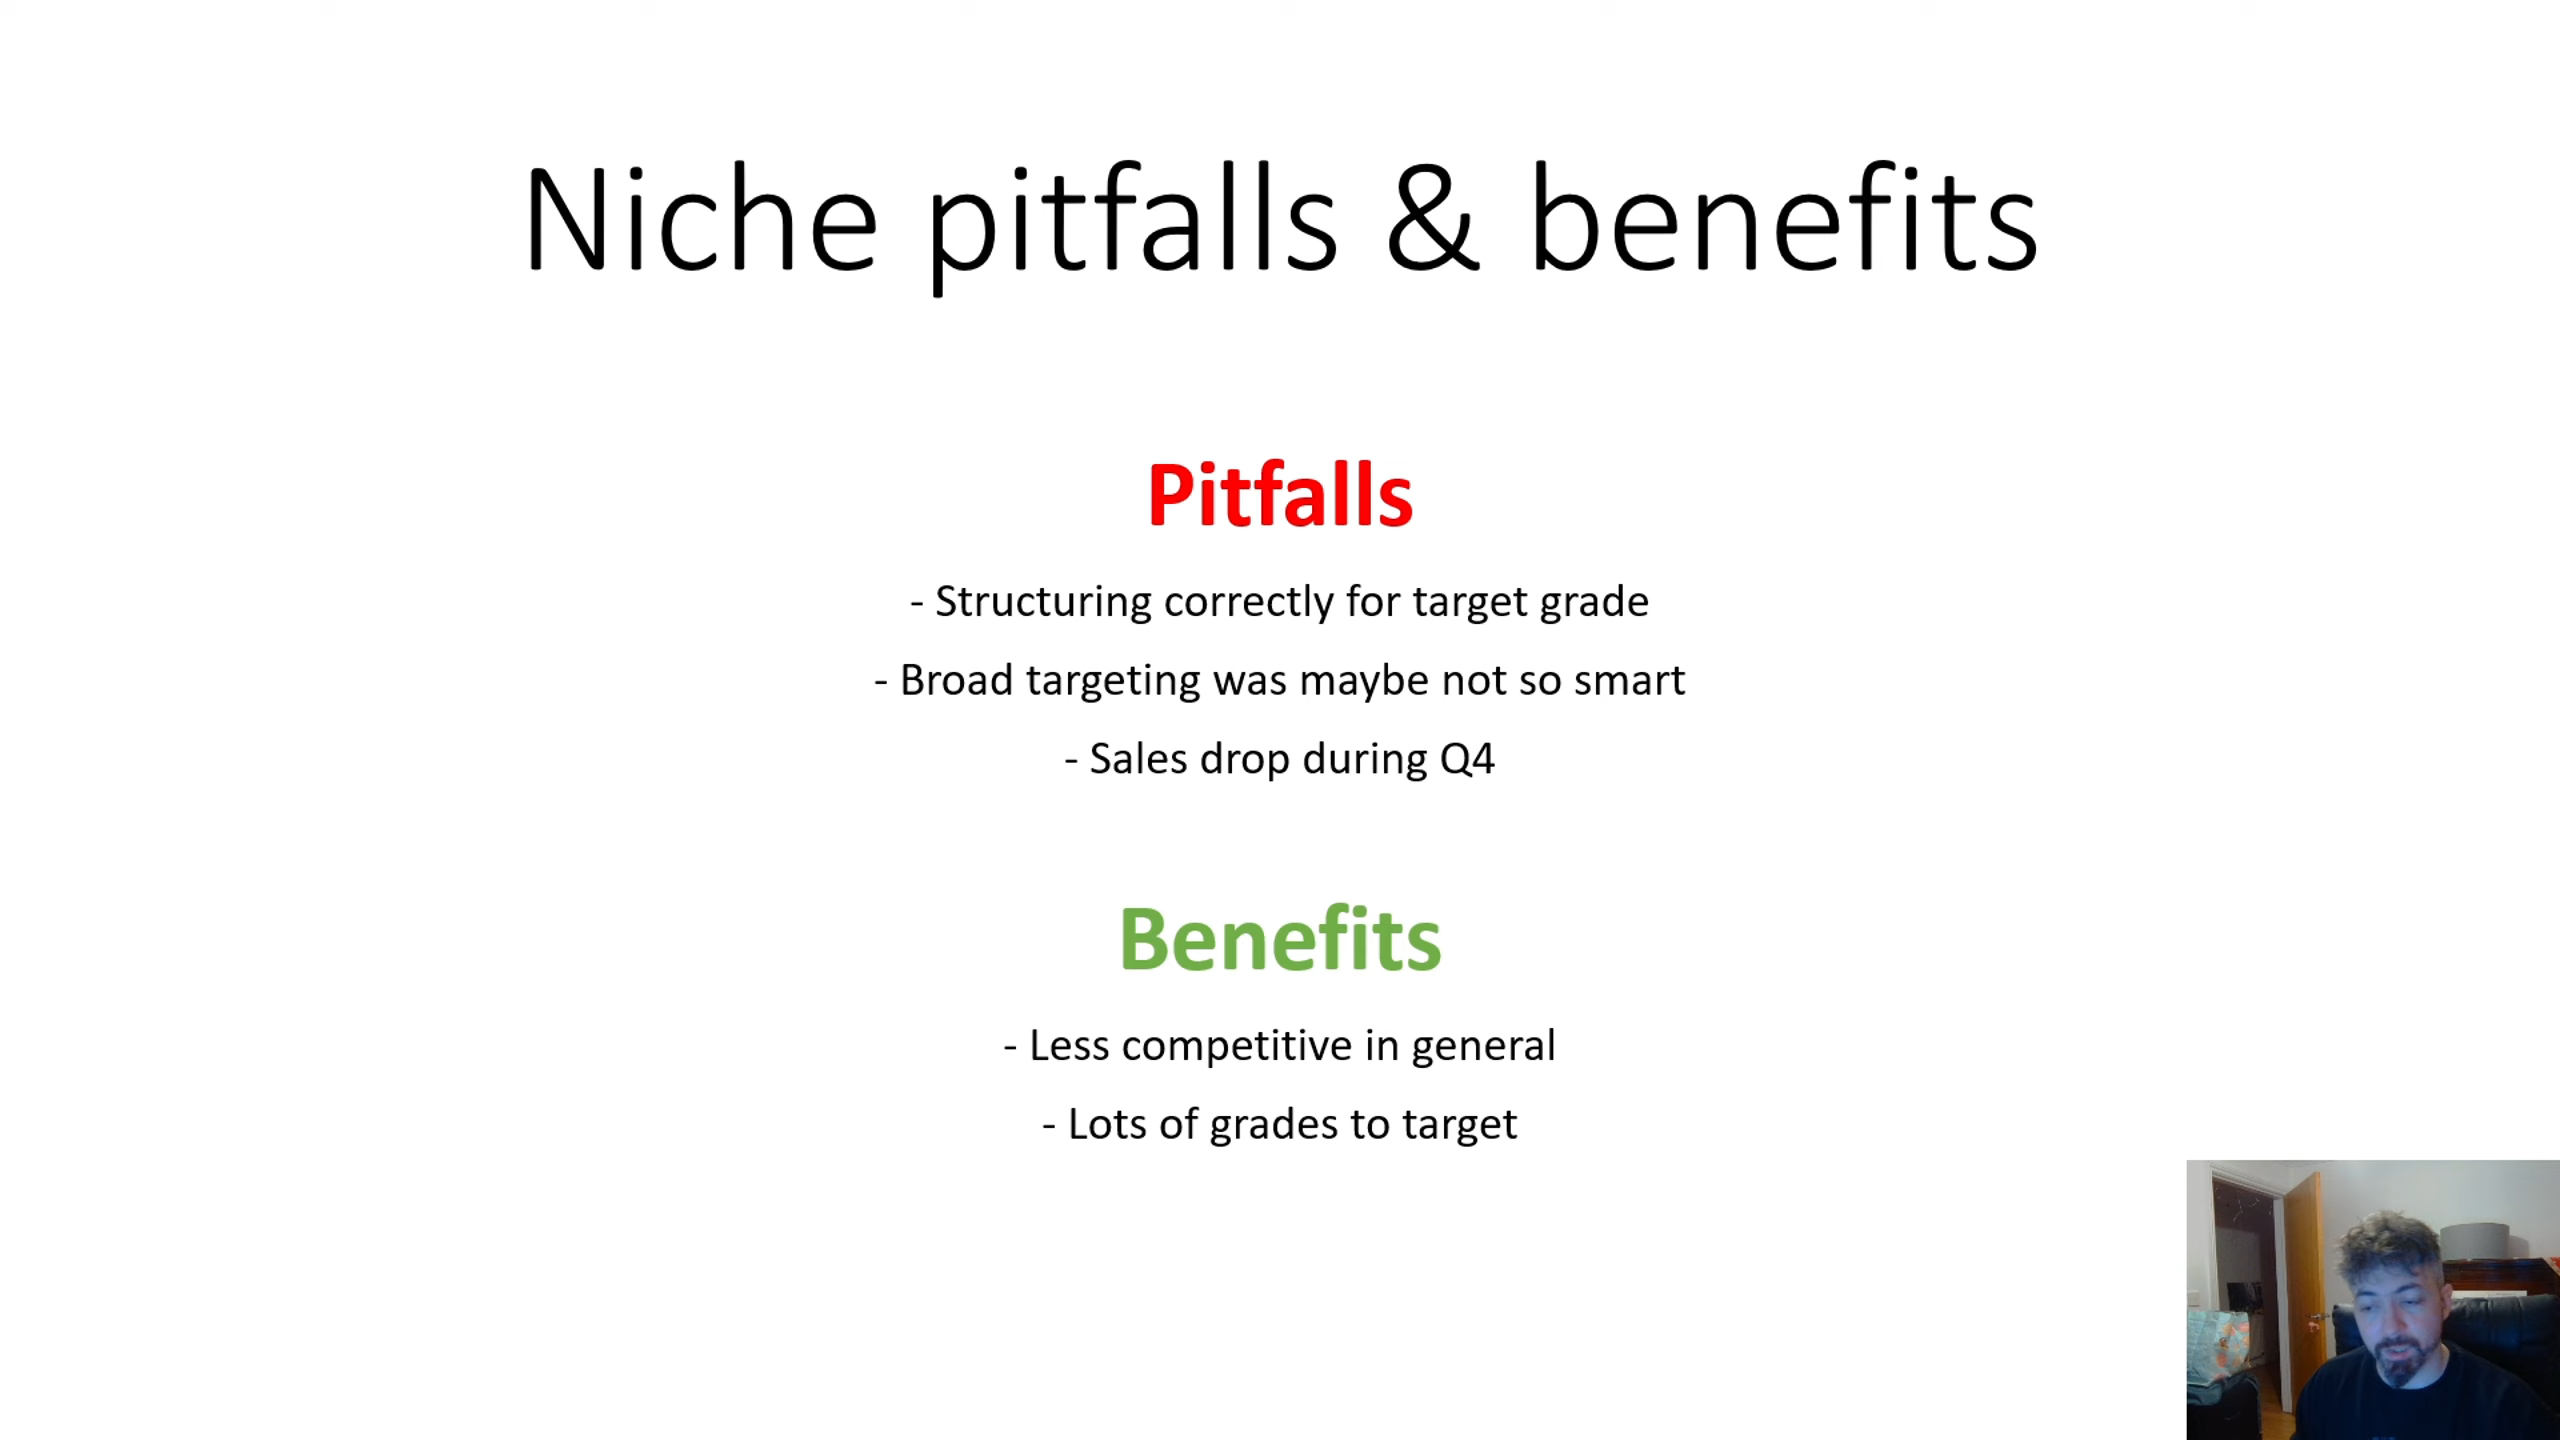 Niche pitfalls & benefits
Pitfalls
- Structuring correctly for target grade
- Broad targeting was maybe not so smart
- Sales drop during Q4
Benefits
- Less competitive in general
- Lots of grades to target